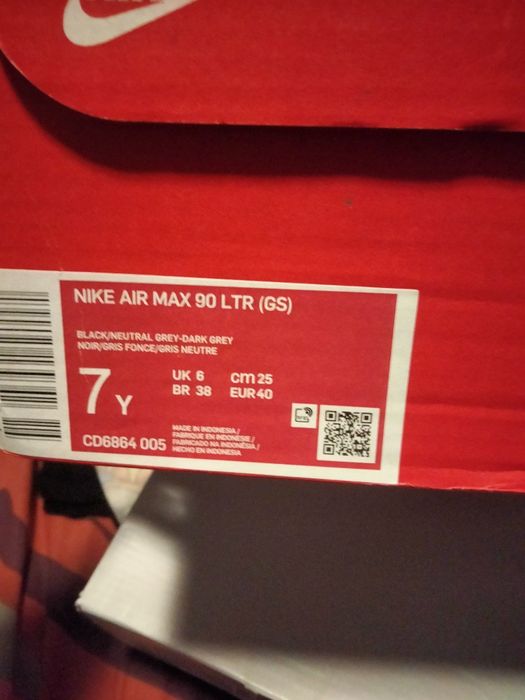 NIKE AIR MAX 90 LTR (GS)
BLACK/NEUTRAL GREY-DARK GREY
NOIR/GRIS FONCE/GRIS NEUTRE
7 Y
UK 6 cm 25
BR 38 EUR 40
CD6864 005
MADE IN INDONESIA/
FABRIQUE EN INDONESIE/
FABRICADO NA INDONÉSIA/
HECHO EN INDONESIA